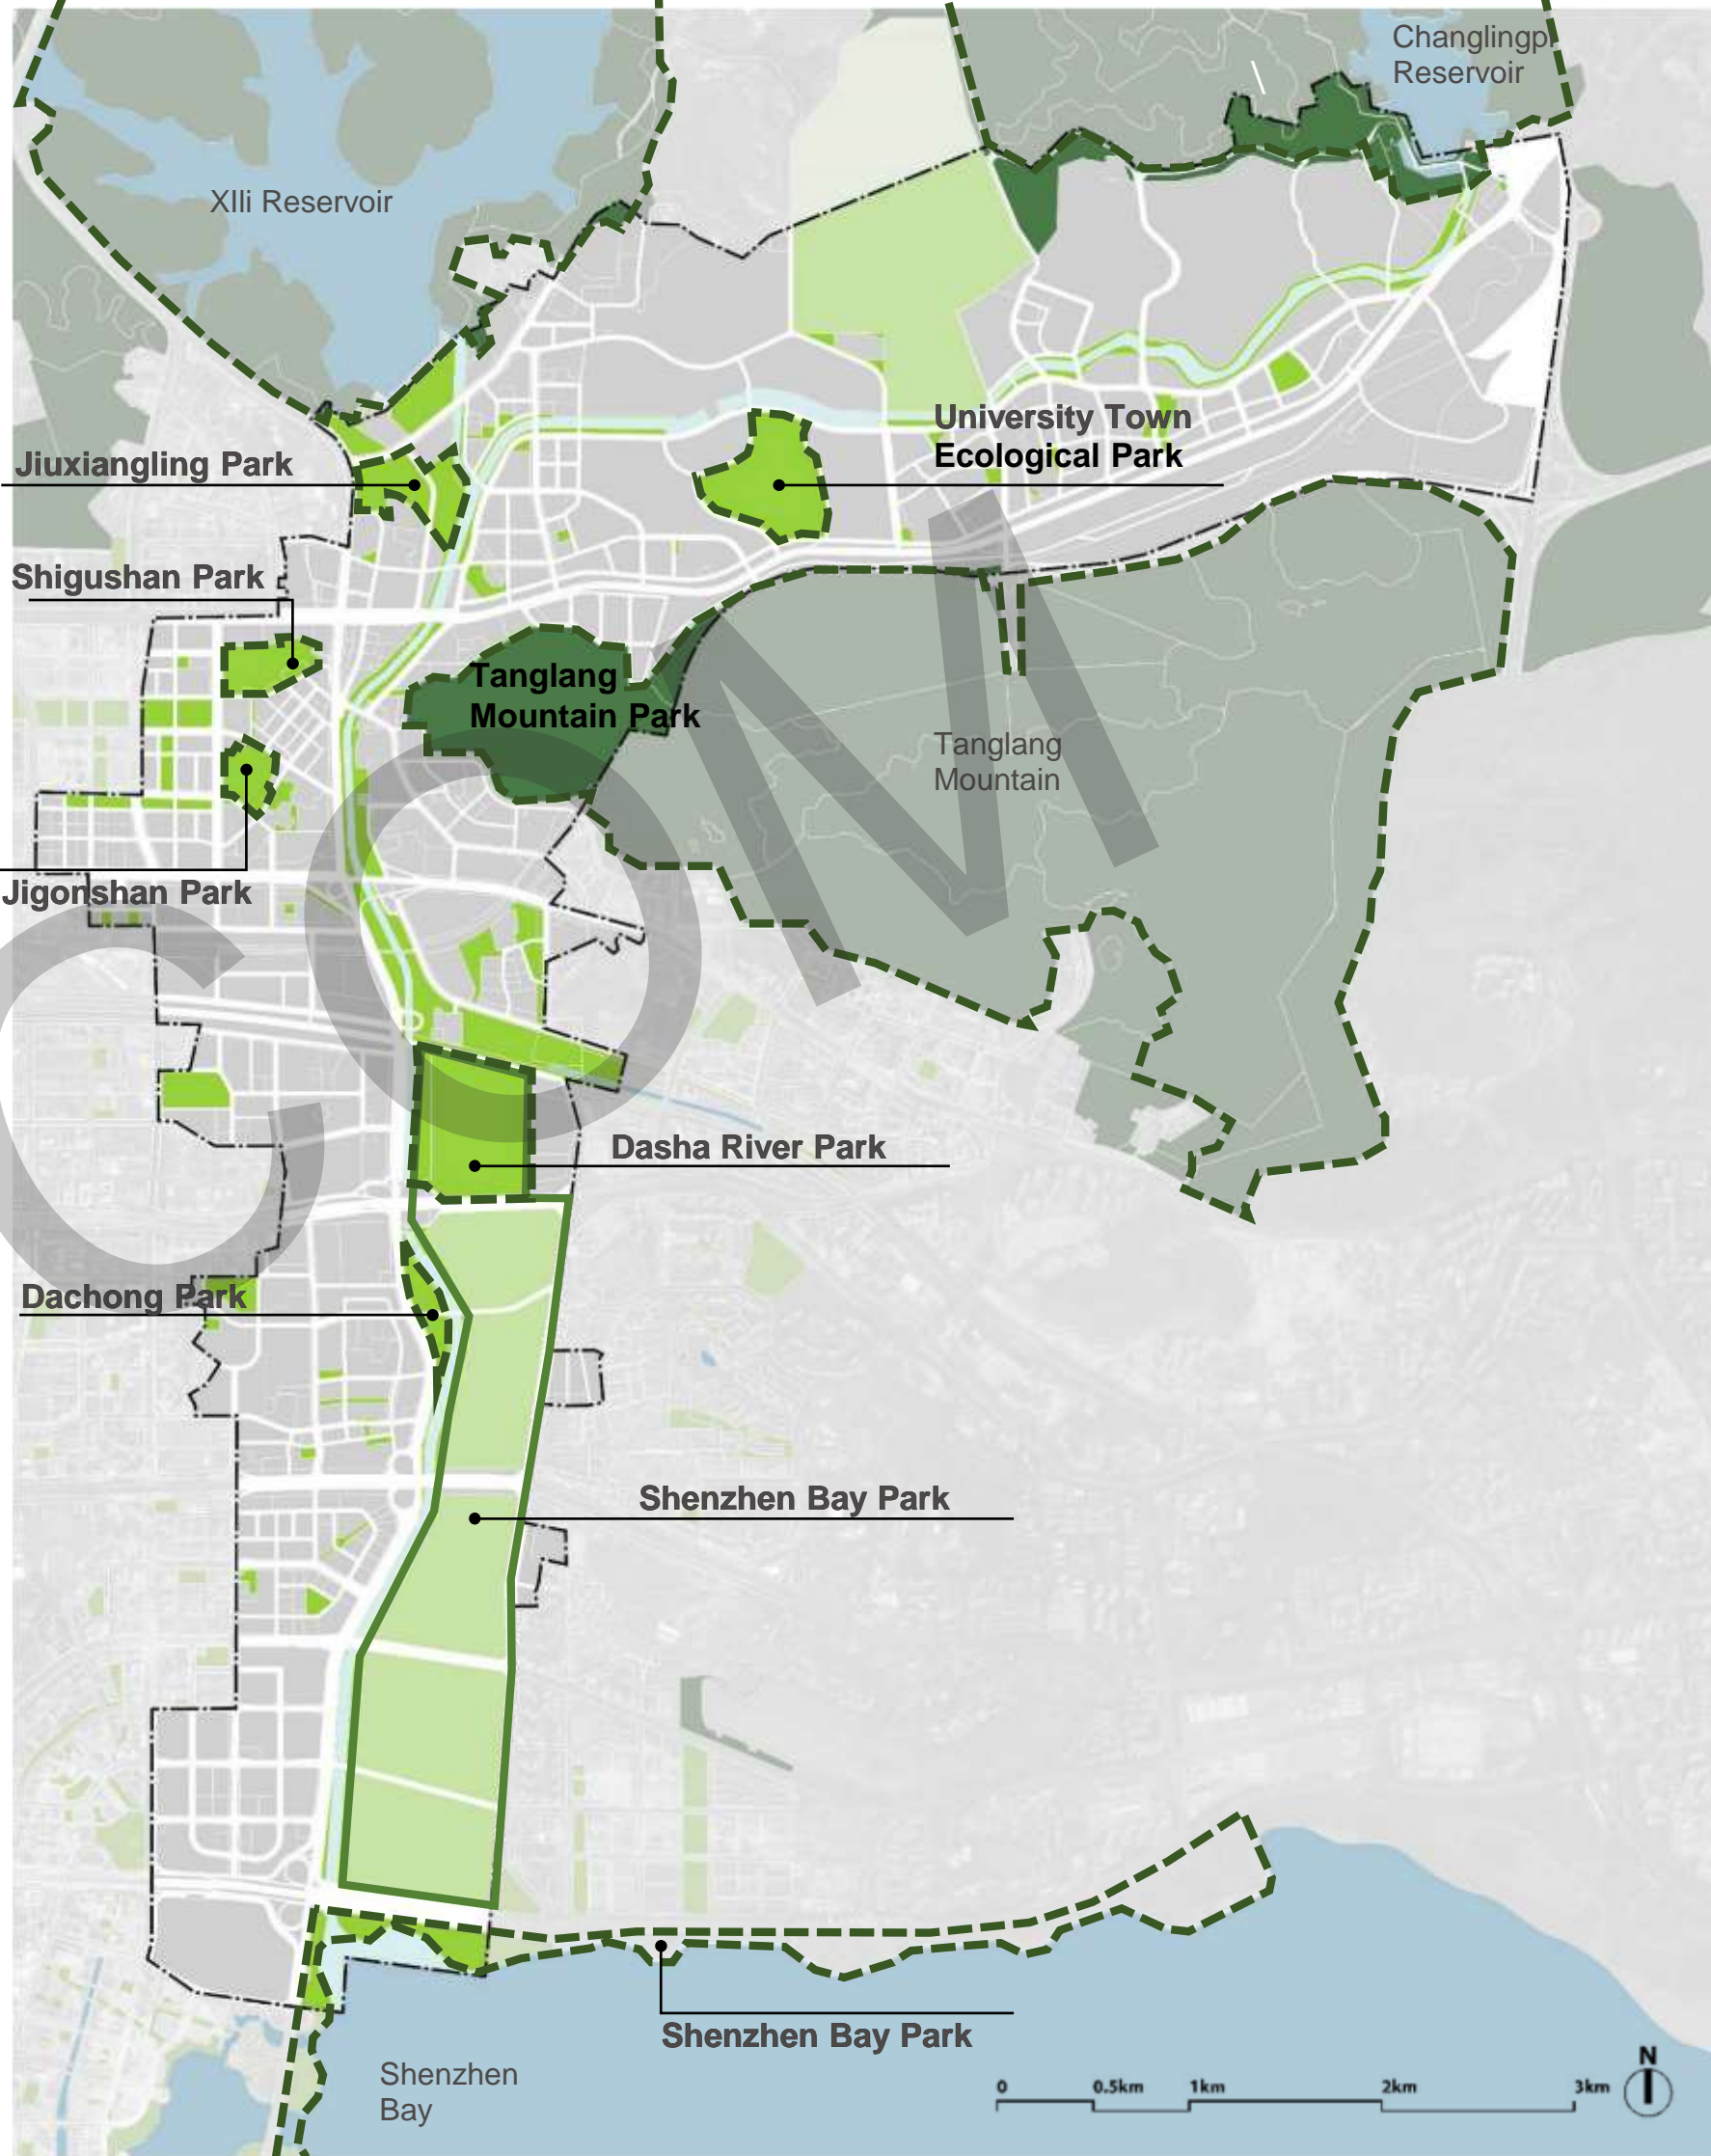 Changlingpi
Reservoir
XIli Reservoir
University Town
Ecological Park
Jiuxiangling Park
Shigushan Park
Tanglang
Mountain Park
Tanglang
Mountain
Jigonshan Park
Dasha River Park
Dachong Park
Shenzhen Bay Park
Shenzhen Bay Park
Shenzhen
Bay
0 0.5km 1km 2km 3km
N
COM